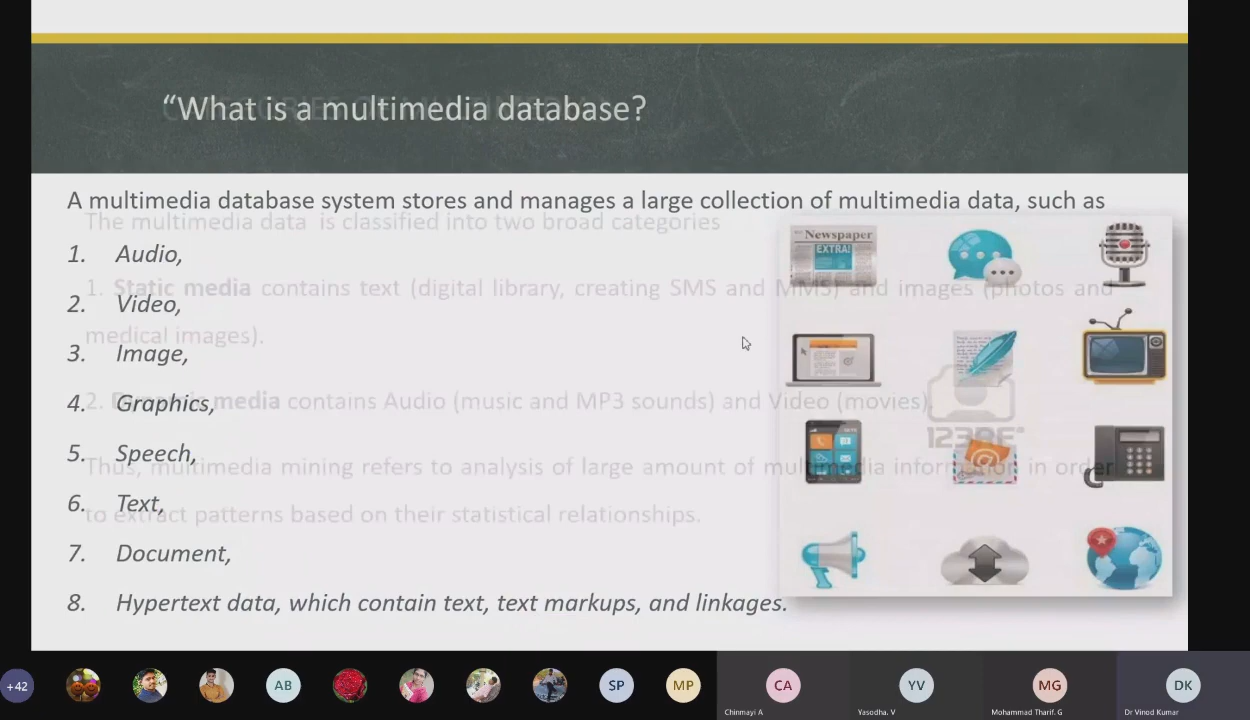 “What is a multimedia database?
A multimedia database system stores and manages a large collection of multimedia data, such as
The multimedia data is classified into two broad categories
1. Audio,
1. Static media contains text (digital library, creating SMS and MMS) and images (photos and
2. Video,
medical images).
3. Image,
4. Graphics,
2. Dynamic media contains Audio (music and MP3 sounds) and Video (movies).
5. Speech,
Thus, multimedia mining refers to analysis of large amount of multimedia information in order
6. Text,
to extract patterns based on their statistical relationships.
7. Document,
8. Hypertext data, which contain text, text markups, and linkages.
Newspaper
EXTRA!
123RF®
+42
AB
SP
MP
CA
YV
MG
DK
Chinmayi A
Yasodha. V
Mohammad Tharif. G
Dr Vinod Kumar